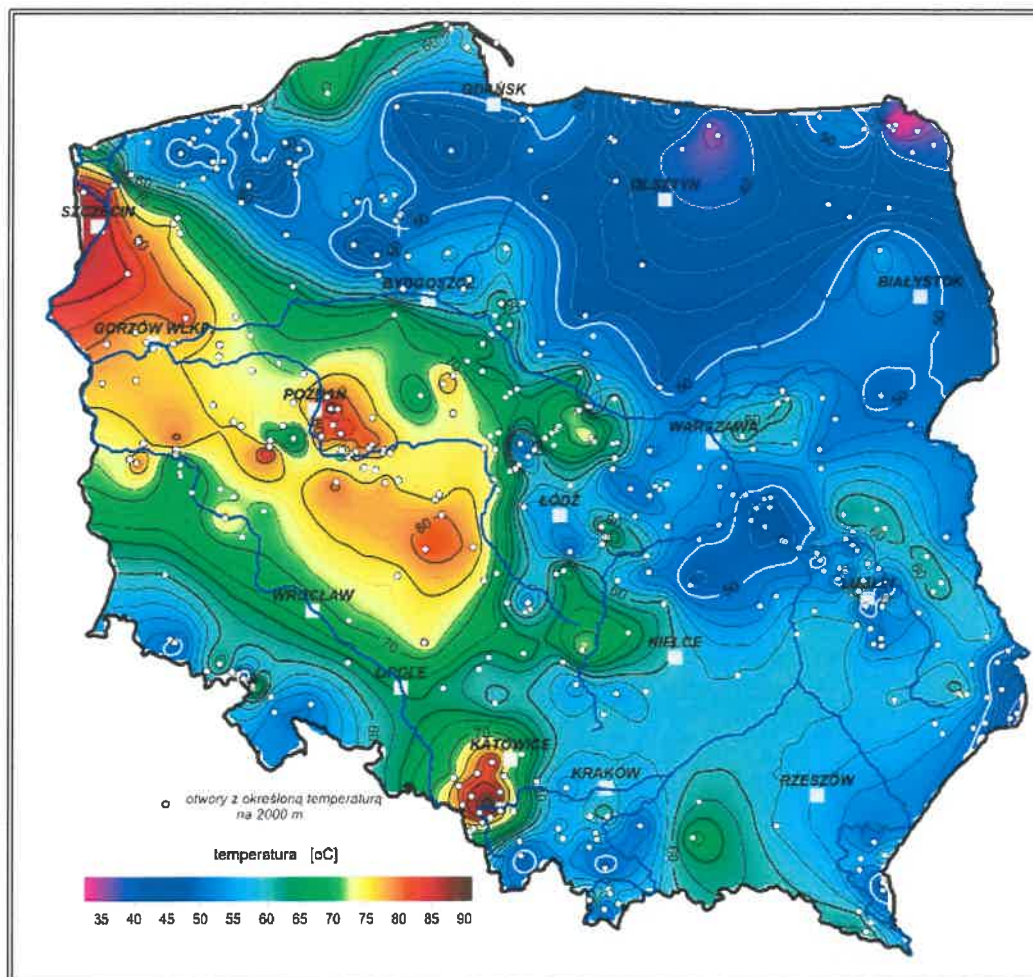 GDAŃSK
OLSZTYN
SZCZECIN
BYDGOSZCZ
BIAŁYSTOK
GORZÓW WLKP.
POZNAŃ
WARSZAWA
ŁÓDŹ
LUBLIN
WROCŁAW
KIELCE
OPOLE
KATOWICE
KRAKÓW
RZESZÓW
otwory z określoną temperaturą
na 2000 m
temperatura [oC]
35 40 45 50 55 60 65 70 75 80 85 90